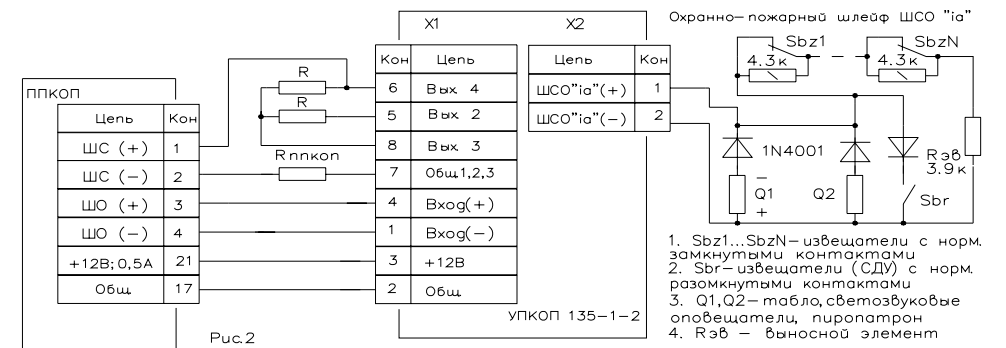 X1
X2
Охранно-пожарный шлейф ШСО "ia"
Sbz1
SbzN
4.3к
4.3к
ППКОП
Цепь Кон
ШС (+) 1
ШС (-) 2
ШО (+) 3
ШО (-) 4
+12В; 0,5А 21
Общ. 17
R
R
Rппкоп
Кон Цепь
6 Вых 4
5 Вых 2
8 Вых 3
7 Общ.1,2,3
4 Вход(+)
1 Вход(-)
3 +12В
2 Общ.
Цепь Кон
ШСО"ia"(+) 1
ШСО"ia"(-) 2
УПКОП 135-1-2
1N4001
Rэв
3.9к
Q1
- +
Q2
Sbr
1. Sbz1...SbzN-извещатели с норм.
замкнутыми контактами
2. Sbr-извещатели (СДУ) с норм.
разомкнутыми контактами
3. Q1,Q2-табло,светозвуковые
оповещатели, пиропатрон
4. Rэв - выносной элемент
Рис.2